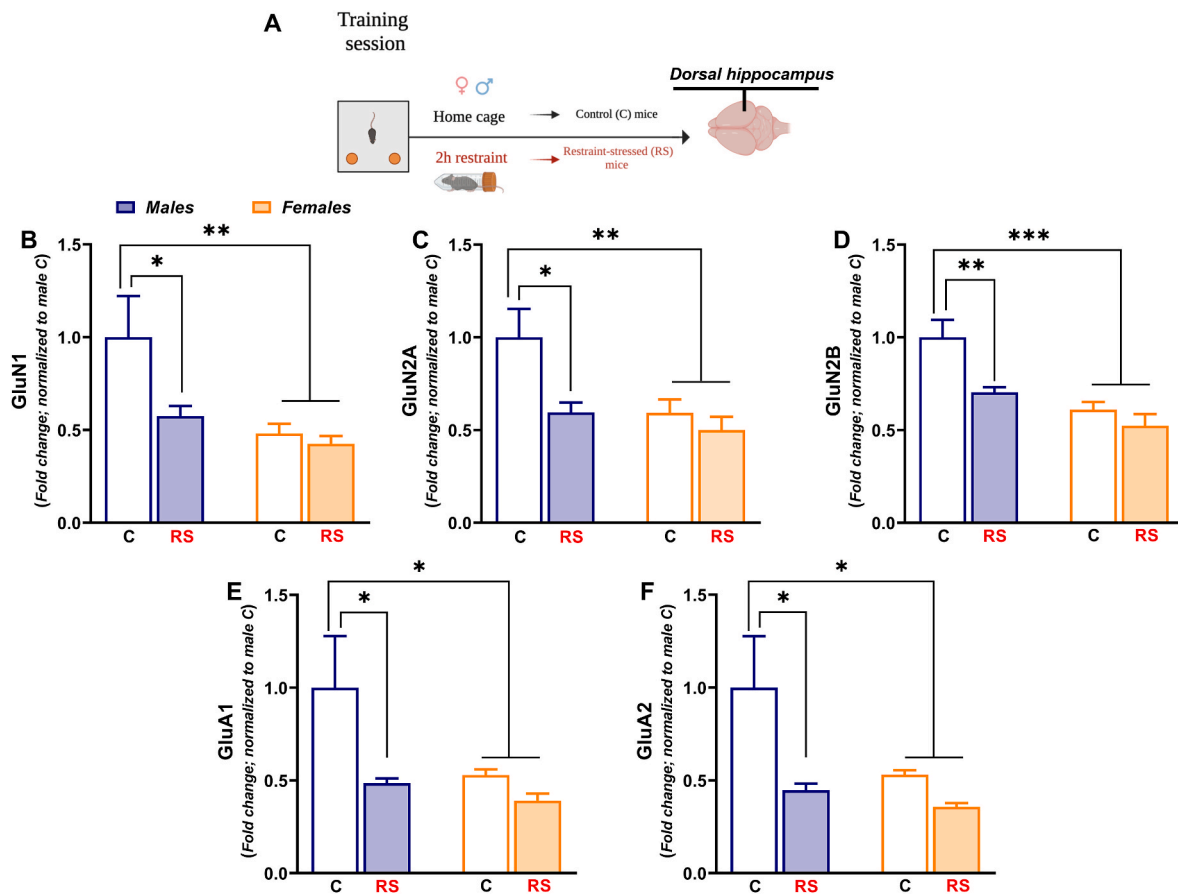 A
Training
session
Dorsal hippocampus
♀ ♂
Home cage
Control (C) mice
2h restraint
Restraint-stressed (RS)
mice
Males
Females
B
GluN1
(Fold change; normalized to male C)
1.5
1.0
0.5
0.0
**
*
C
RS
C
RS
C
GluN2A
(Fold change; normalized to male C)
1.5
1.0
0.5
0.0
**
*
C
RS
C
RS
D
GluN2B
(Fold change; normalized to male C)
1.5
1.0
0.5
0.0
***
**
C
RS
C
RS
E
GluA1
(Fold change; normalized to male C)
1.5
1.0
0.5
0.0
*
*
C
RS
C
RS
F
GluA2
(Fold change; normalized to male C)
1.5
1.0
0.5
0.0
*
*
C
RS
C
RS